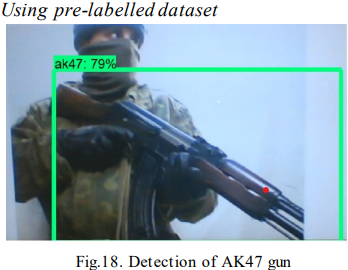 Using pre-labelled dataset
ak47: 79%
Fig.18. Detection of AK47 gun